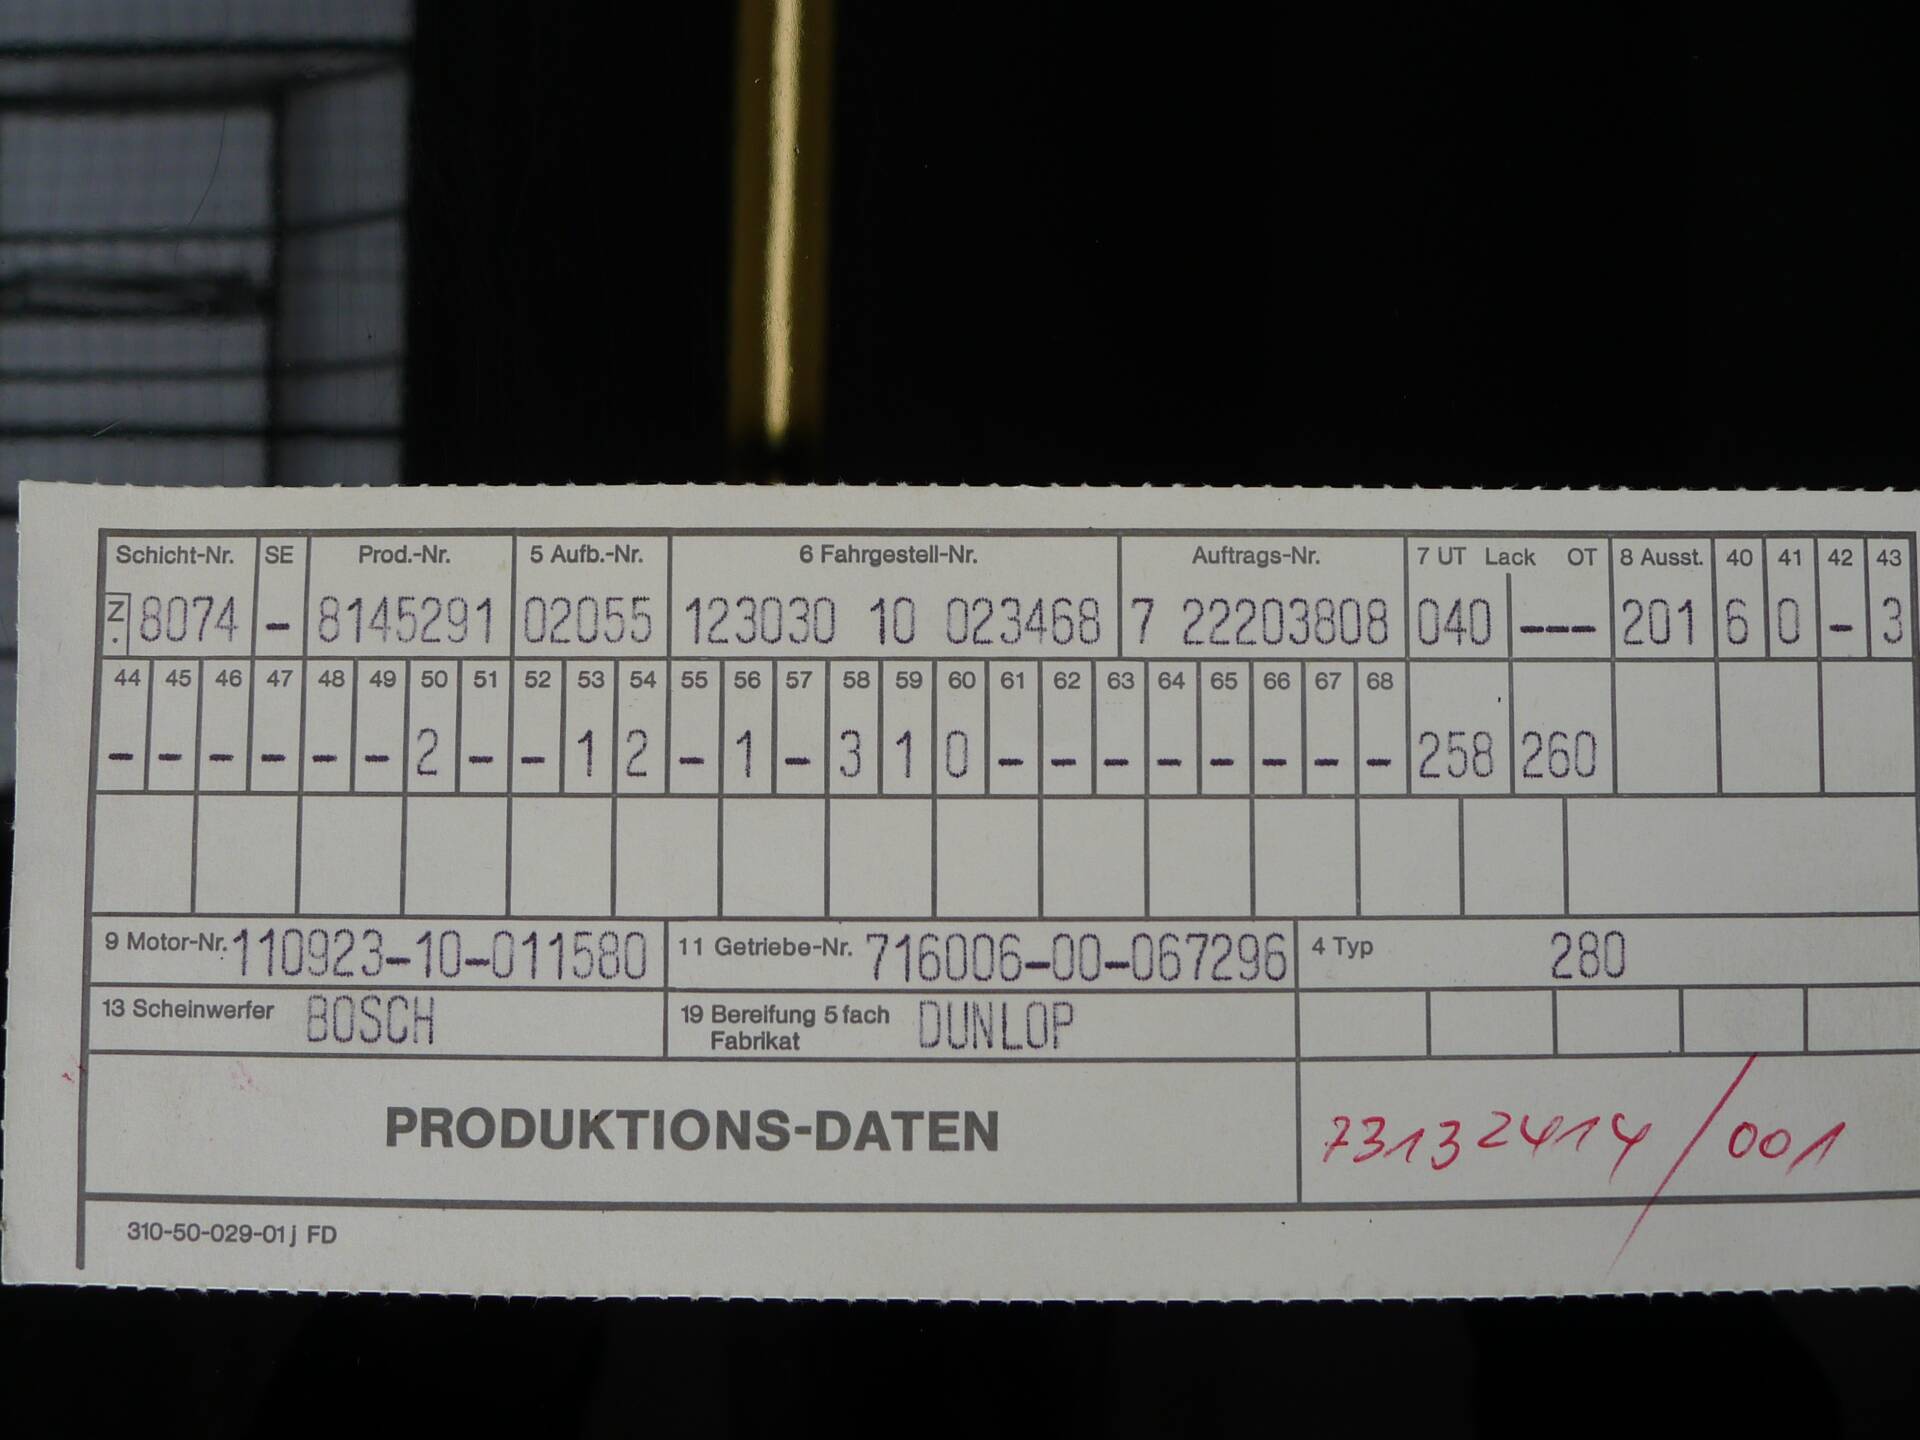 Schicht-Nr. SE Prod.-Nr. 5 Aufb.-Nr. 6 Fahrgestell-Nr. Auftrags-Nr. 7 UT Lack OT 8 Ausst. 40 41 42 43
Z. 8074 - 8145291 02055 123030 10 023468 7 22203808 040 --- 201 6 0 - 3
44 45 46 47 48 49 50 51 52 53 54 55 56 57 58 59 60 61 62 63 64 65 66 67 68
- - - - - - 2 - - 1 2 - 1 - 3 1 0 - - - - - - - - 258 260
9 Motor-Nr. 110923-10-011580 11 Getriebe-Nr. 716006-00-067296 4 Typ 280
13 Scheinwerfer BOSCH 19 Bereifung 5 fach DUNLOP
Fabrikat
PRODUKTIONS-DATEN 73132414/001
310-50-029-01j FD